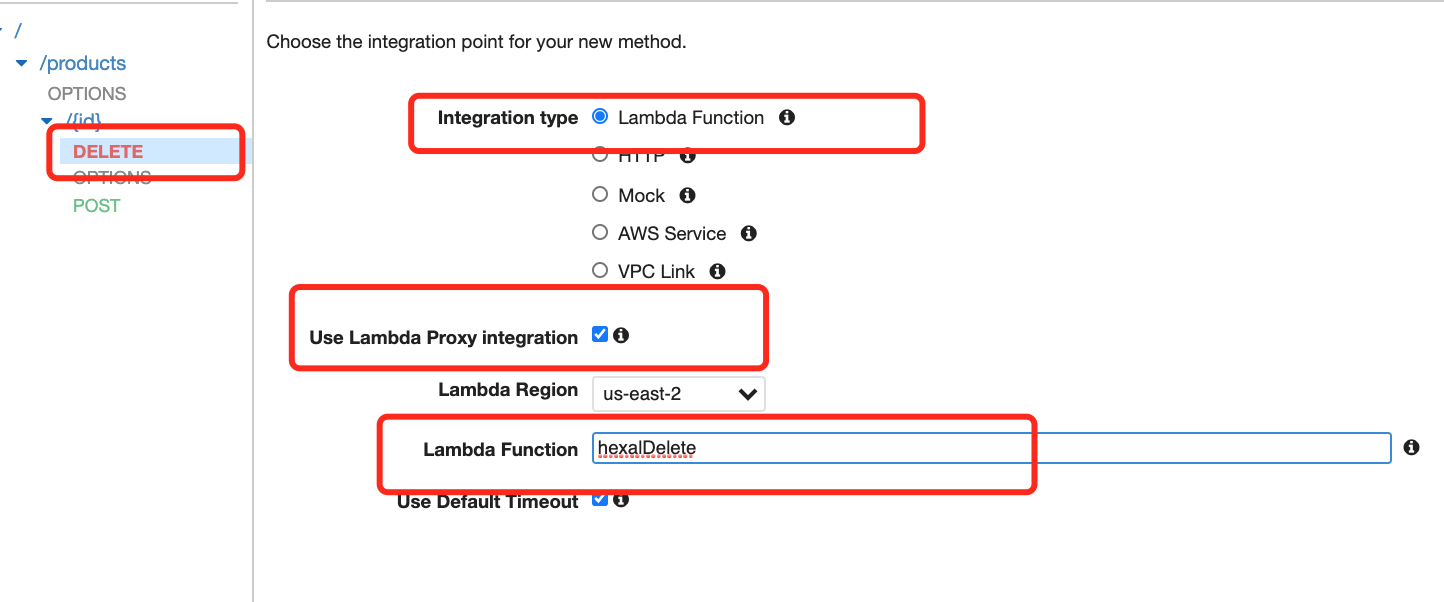 /
/products
OPTIONS
/{id}
DELETE
OPTIONS
POST
Choose the integration point for your new method.
Integration type Lambda Function
HTTP
Mock
AWS Service
VPC Link
Use Lambda Proxy integration
Lambda Region us-east-2
Lambda Function hexalDelete
Use Default Timeout